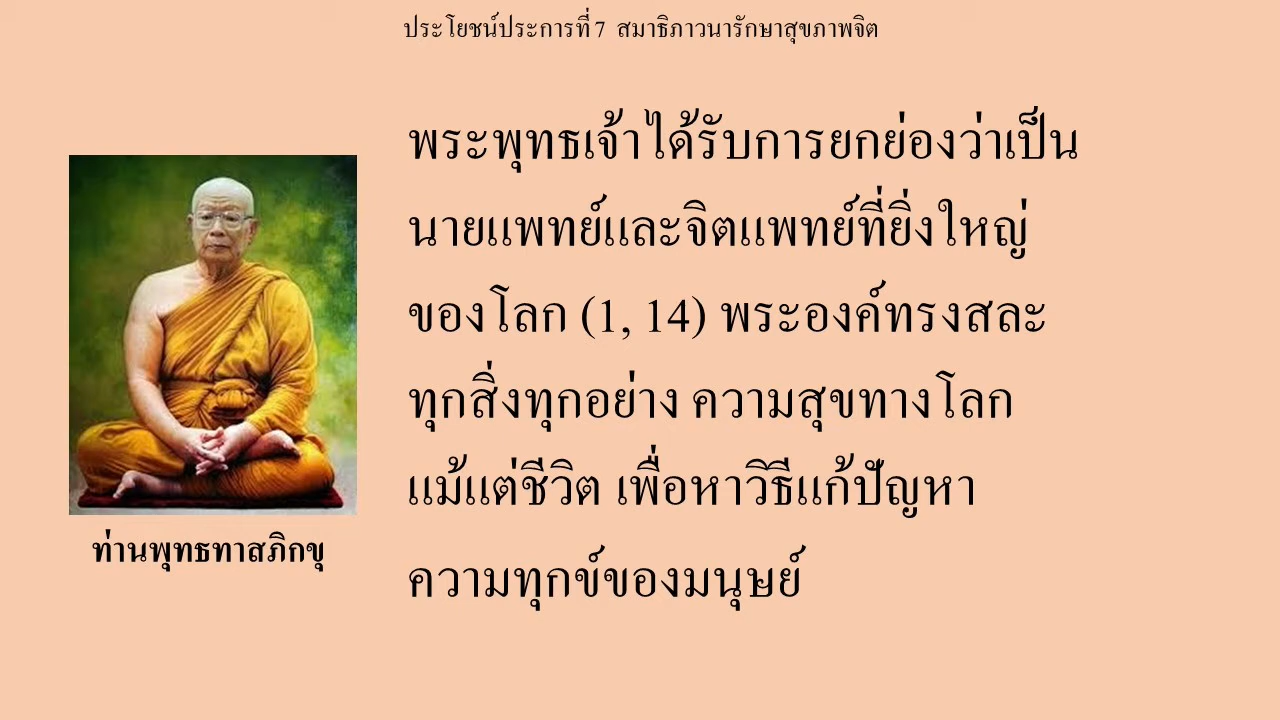 ประโยชน์ประการที่ 7 สมาธิภาวนารักษาสุขภาพจิต
พระพุทธเจ้าได้รับการยกย่องว่าเป็น
นายแพทย์และจิตแพทย์ที่ยิ่งใหญ่
ของโลก (1, 14) พระองค์ทรงสละ
ทุกสิ่งทุกอย่าง ความสุขทางโลก
แม้แต่ชีวิต เพื่อหาวิธีแก้ปัญหา
ความทุกข์ของมนุษย์
ท่านพุทธทาสภิกขุ